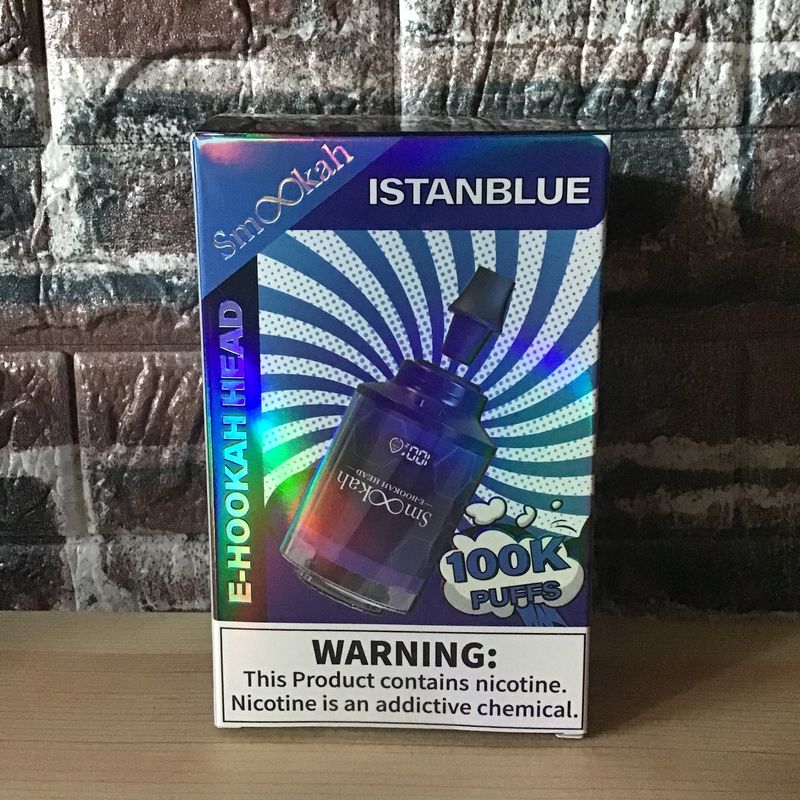 Smookah
ISTANBLUE
E-HOOKAH HEAD
100%
Smookah
E-HOOKAH HEAD
100K
PUFFS
WARNING:
This Product contains nicotine.
Nicotine is an addictive chemical.